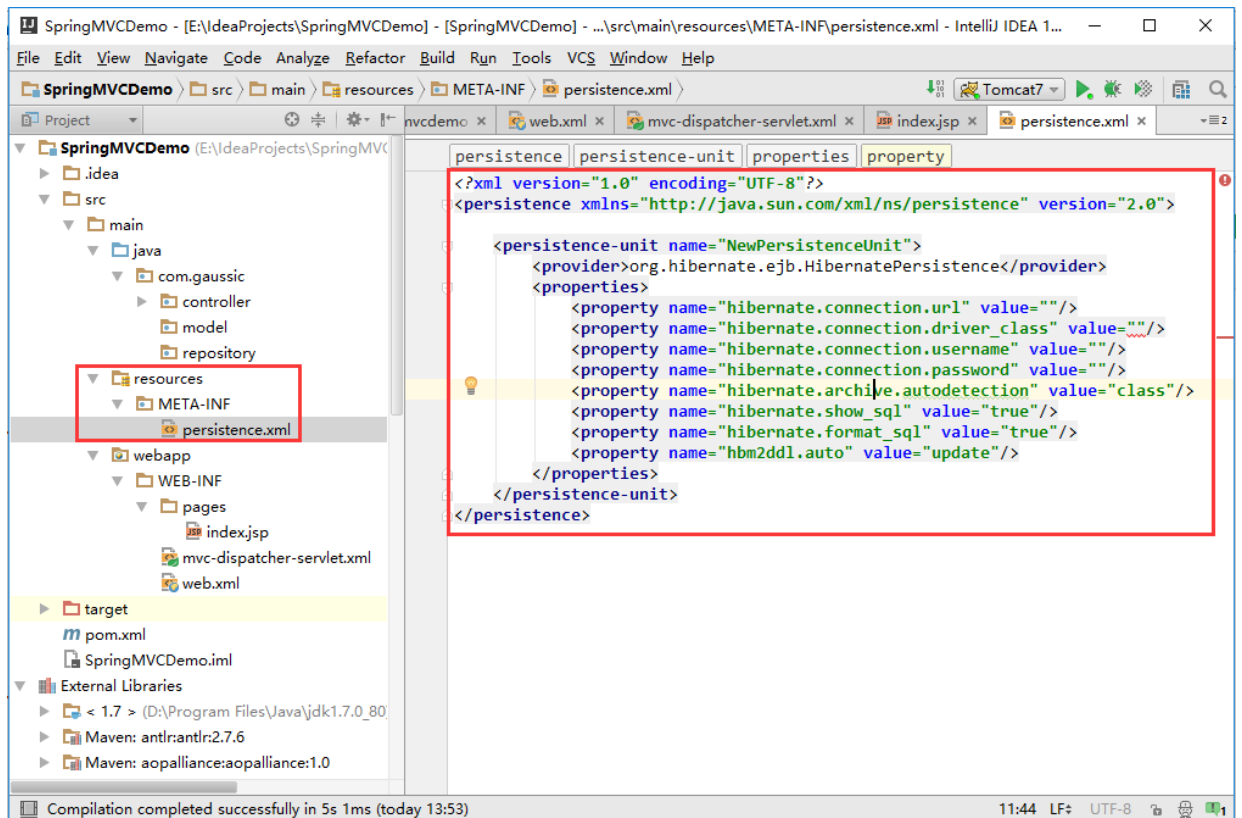 SpringMVCDemo - [E:\IdeaProjects\SpringMVCDemo] - [SpringMVCDemo] - ...\src\main\resources\META-INF\persistence.xml - IntelliJ IDEA 1...
File Edit View Navigate Code Analyze Refactor Build Run Tools VCS Window Help
SpringMVCDemo src main resources META-INF persistence.xml Tomcat7
Project
nvcdemo web.xml mvc-dispatcher-servlet.xml index.jsp persistence.xml 2
SpringMVCDemo (E:\IdeaProjects\SpringMV
.idea
src
main
java
com.gaussic
controller
model
repository
resources
META-INF
persistence.xml
webapp
WEB-INF
pages
index.jsp
mvc-dispatcher-servlet.xml
web.xml
target
pom.xml
SpringMVCDemo.iml
External Libraries
< 1.7 > (D:\Program Files\Java\jdk1.7.0_80)
Maven: antlr:antlr:2.7.6
Maven: aopalliance:aopalliance:1.0
persistence persistence-unit properties property
<?xml version="1.0" encoding="UTF-8"?>
<persistence xmlns="http://java.sun.com/xml/ns/persistence" version="2.0">
<persistence-unit name="NewPersistenceUnit">
<provider>org.hibernate.ejb.HibernatePersistence</provider>
<properties>
<property name="hibernate.connection.url" value=""/>
<property name="hibernate.connection.driver_class" value=""/>
<property name="hibernate.connection.username" value=""/>
<property name="hibernate.connection.password" value=""/>
<property name="hibernate.archive.autodetection" value="class"/>
<property name="hibernate.show_sql" value="true"/>
<property name="hibernate.format_sql" value="true"/>
<property name="hbm2ddl.auto" value="update"/>
</properties>
</persistence-unit>
</persistence>
Compilation completed successfully in 5s 1ms (today 13:53) 11:44 LF UTF-8 1